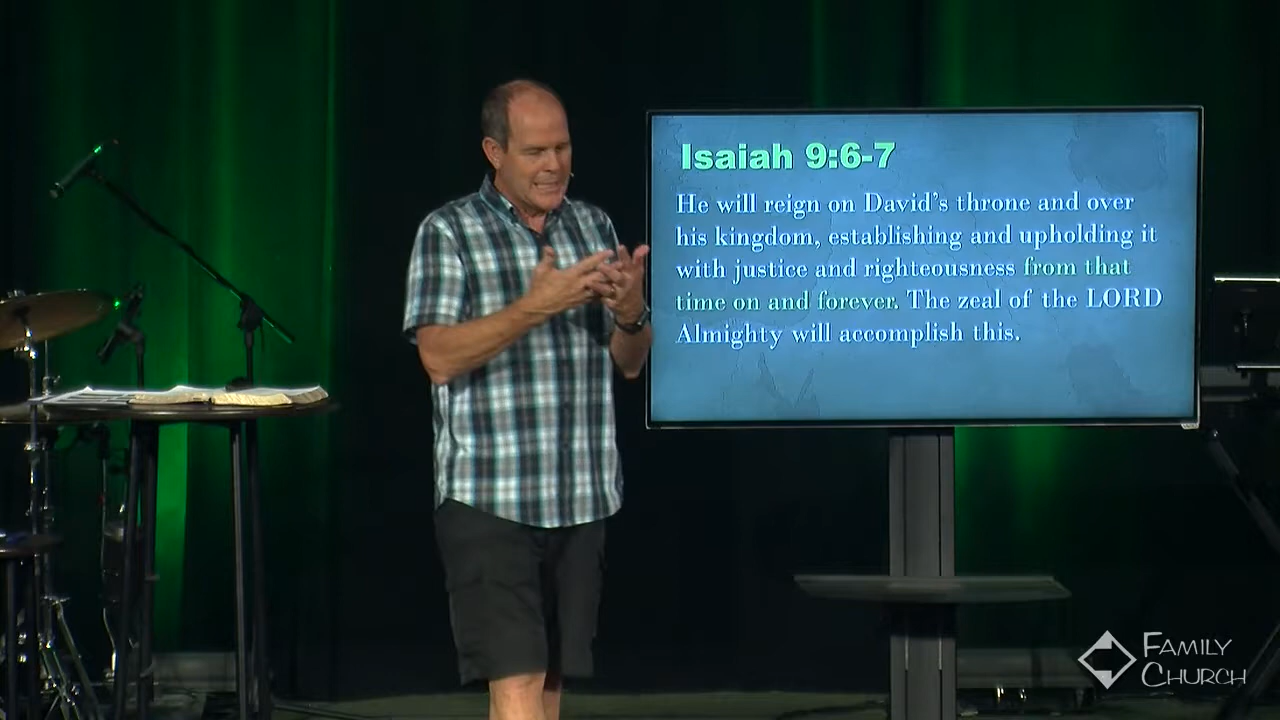 Isaiah 9:6-7
He will reign on David's throne and over
his kingdom, establishing and upholding it
with justice and righteousness from that
time on and forever. The zeal of the LORD
Almighty will accomplish this.
FAMILY
CHURCH